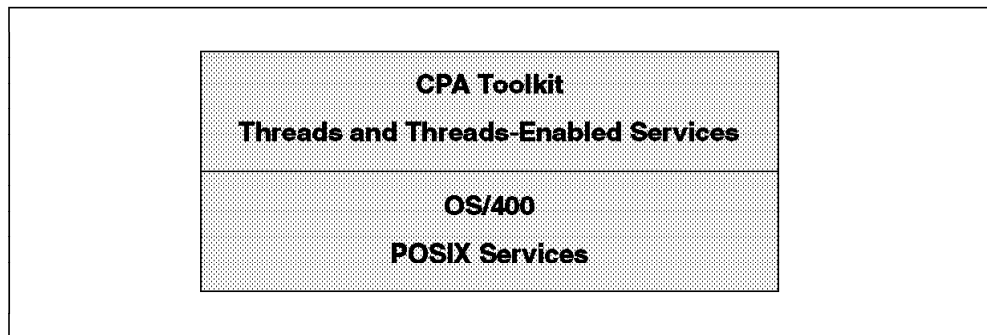 CPA Toolkit
Threads and Threads-Enabled Services
OS/400
POSIX Services